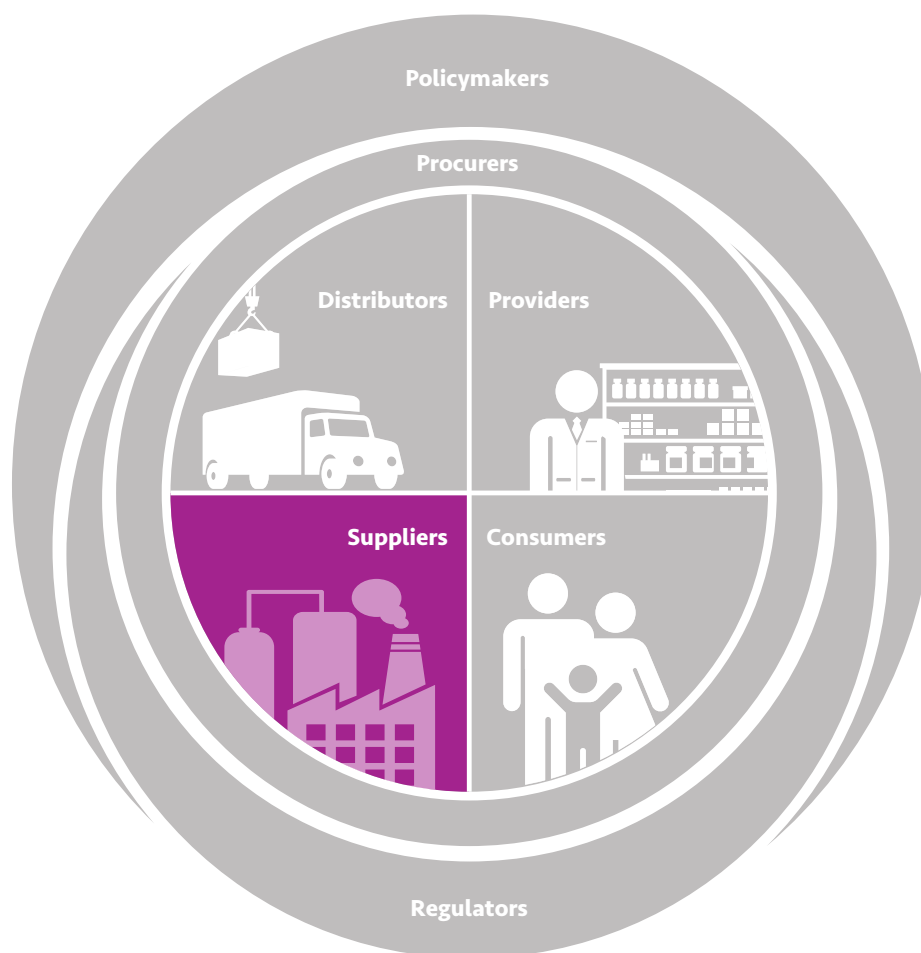 Policymakers
Procurers
Distributors
Providers
Suppliers
Consumers
Regulators